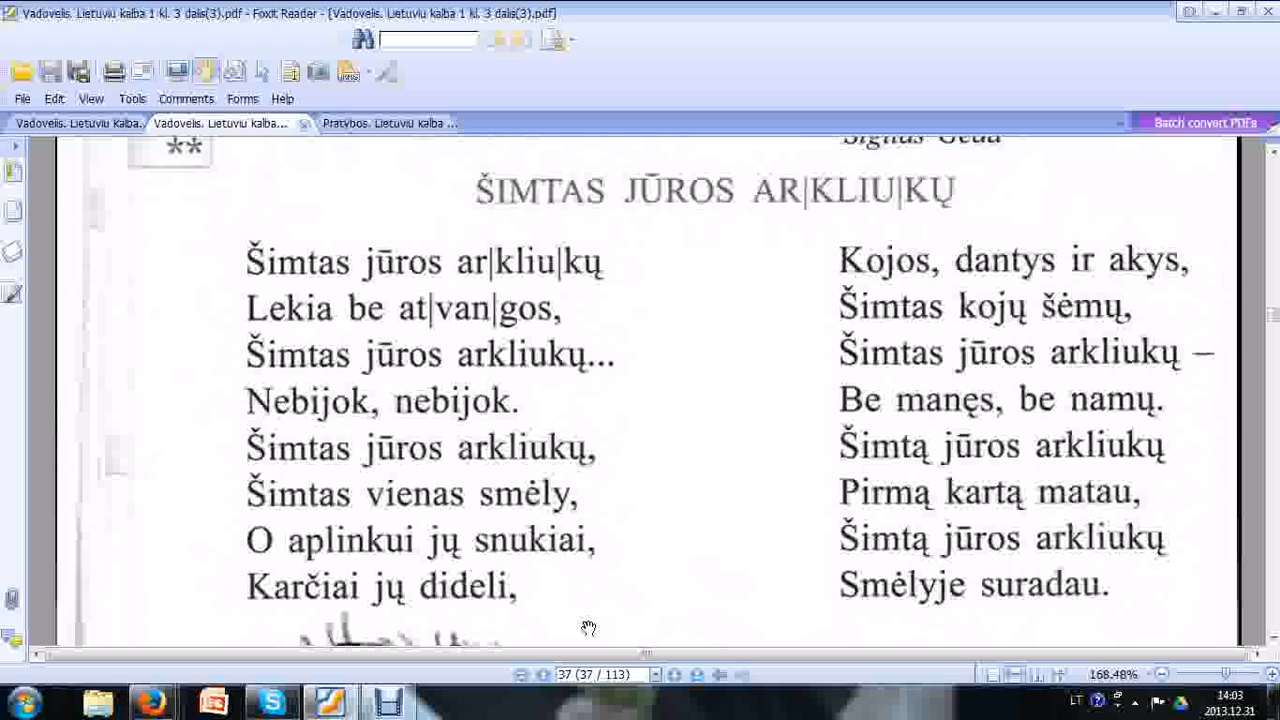 Vadovelis. Lietuviu kalba 1 kl. 3 dalis(3).pdf - Foxit Reader - [Vadovelis. Lietuviu kalba 1 kl. 3 dalis(3).pdf]
File Edit View Tools Comments Forms Help
Vadovelis. Lietuviu kalba... Vadovelis. Lietuviu kalba... Pratybos. Lietuviu kalba ... Batch convert PDFs
**
Sigitas Geda
ŠIMTAS JŪROS AR|KLIU|KŲ
Šimtas jūros ar|kliu|kų
Lekia be at|van|gos,
Šimtas jūros arkliukų...
Nebijok, nebijok.
Šimtas jūros arkliukų,
Šimtas vienas smėly,
O aplinkui jų snukiai,
Karčiai jų dideli,
Kojos, dantys ir akys,
Šimtas kojų šėmų,
Šimtas jūros arkliukų –
Be manęs, be namų.
Šimtą jūros arkliukų
Pirmą kartą matau,
Šimtą jūros arkliukų
Smėlyje suradau.
37 (37 / 113) 168.48%
LT 14:03
2013.12.31